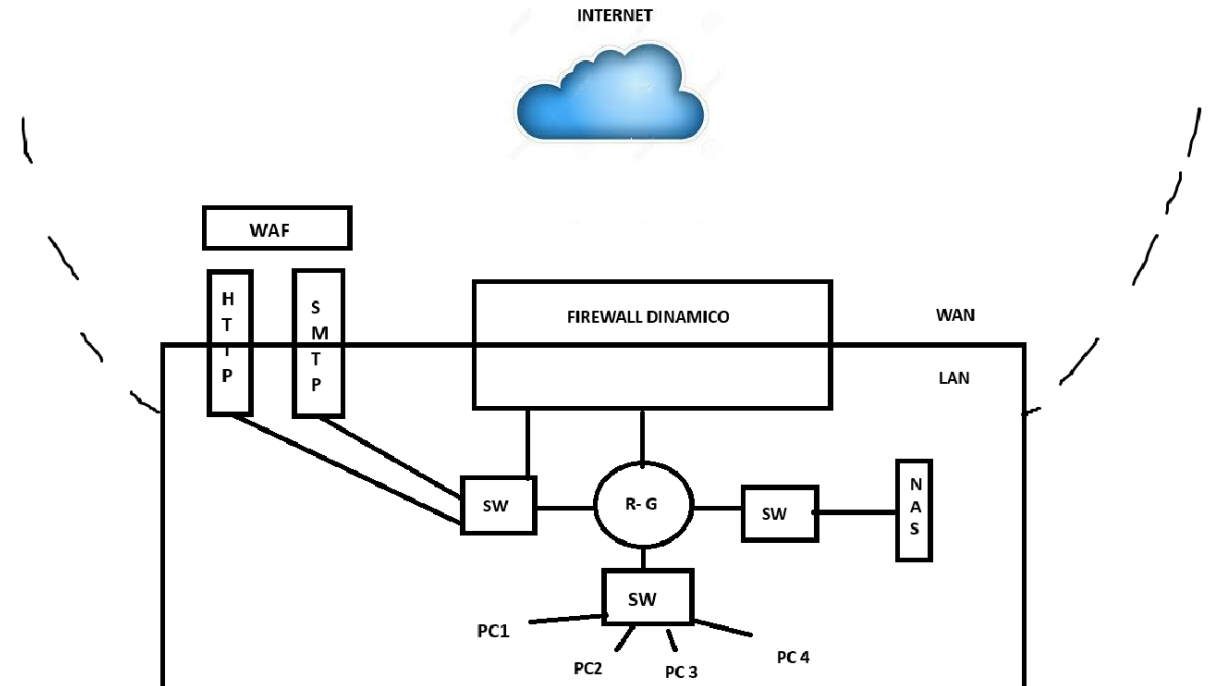 INTERNET
WAF
H
T
T
P
S
M
T
P
FIREWALL DINAMICO
WAN
LAN
SW
R- G
SW
N
A
S
SW
PC1
PC2
PC 3
PC 4